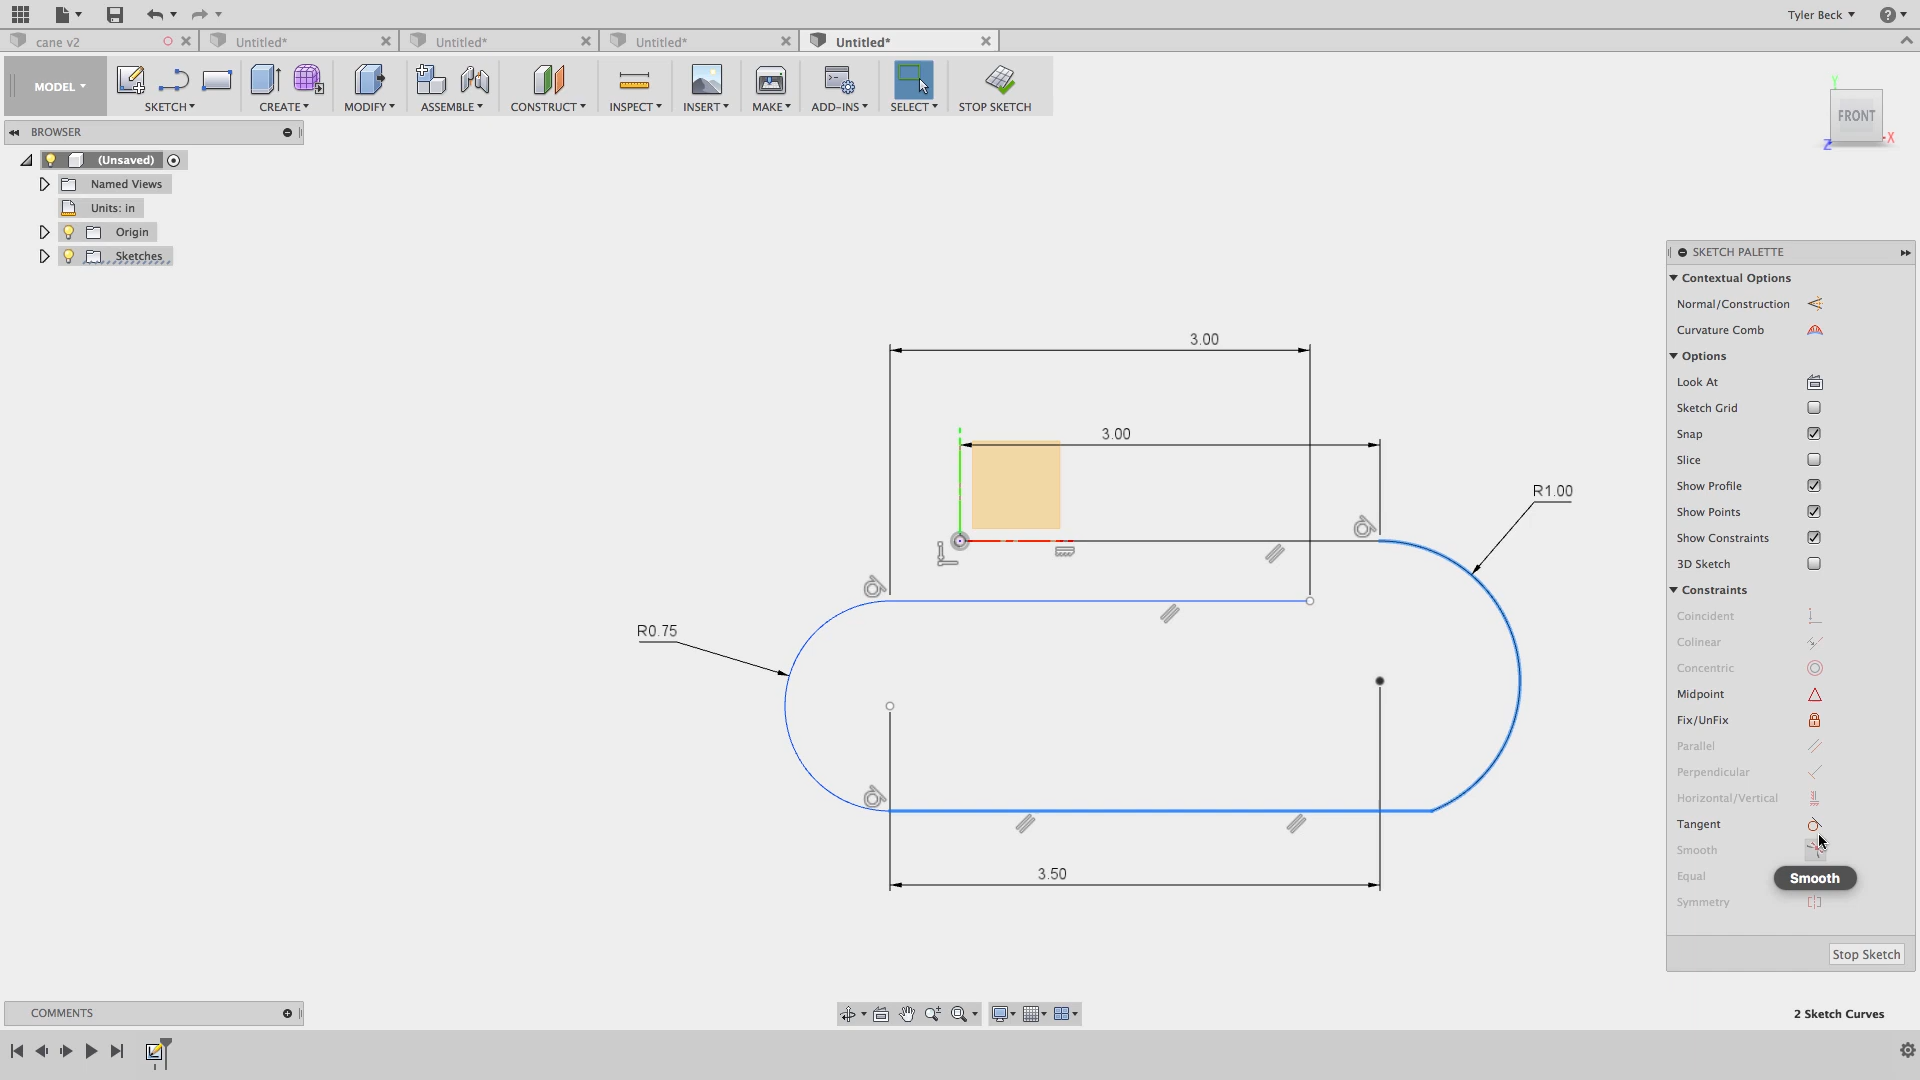 Tyler Beck
cane v2
Untitled*
Untitled*
Untitled*
Untitled*
MODEL
SKETCH
CREATE
MODIFY
ASSEMBLE
CONSTRUCT
INSPECT
INSERT
MAKE
ADD-INS
SELECT
STOP SKETCH
BROWSER
(Unsaved)
Named Views
Units: in
Origin
Sketches
Y
FRONT
X
Z
3.00
3.00
R1.00
R0.75
3.50
SKETCH PALETTE
Contextual Options
Normal/Construction
Curvature Comb
Options
Look At
Sketch Grid
Snap
Slice
Show Profile
Show Points
Show Constraints
3D Sketch
Constraints
Coincident
Colinear
Concentric
Midpoint
Fix/UnFix
Parallel
Perpendicular
Horizontal/Vertical
Tangent
Smooth
Equal
Smooth
Symmetry
Stop Sketch
COMMENTS
2 Sketch Curves